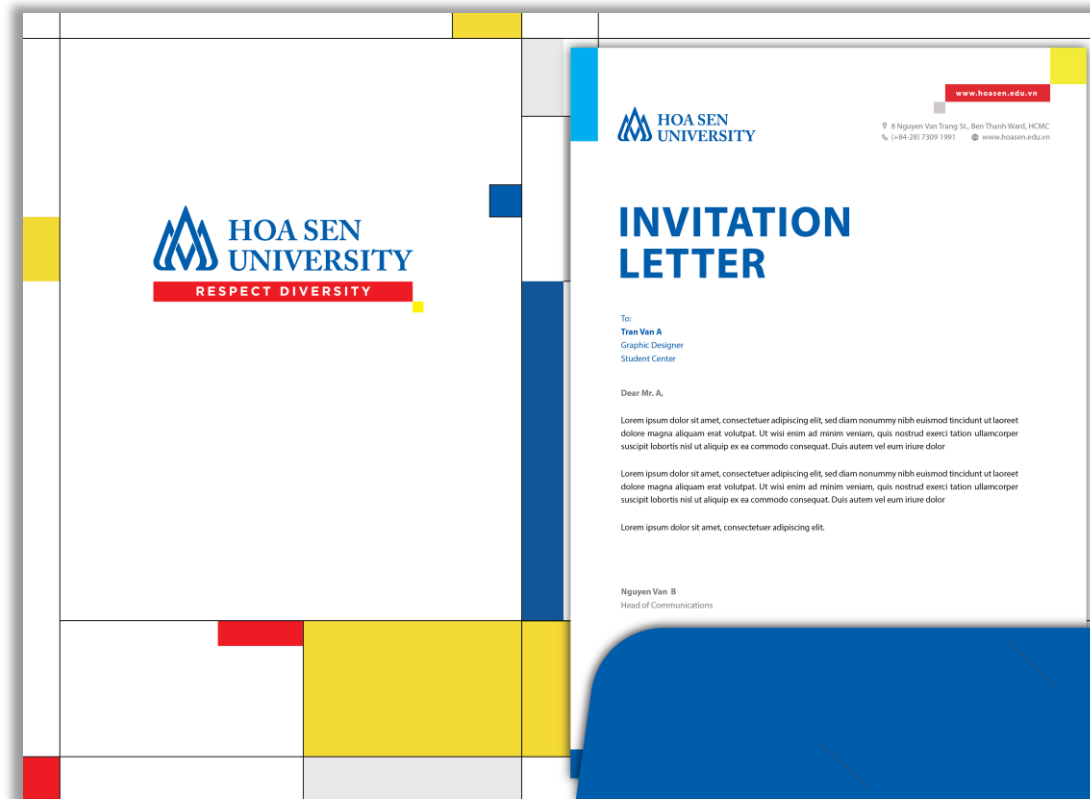 HOA SEN
UNIVERSITY
RESPECT DIVERSITY
www.hoasen.edu.vn
HOA SEN
UNIVERSITY
8 Nguyen Van Trang St., Ben Thanh Ward, HCMC
(+84-28) 7309 1991 www.hoasen.edu.vn
INVITATION
LETTER
To:
Tran Van A
Graphic Designer
Student Center
Dear Mr. A,
Lorem ipsum dolor sit amet, consectetuer adipiscing elit, sed diam nonummy nibh euismod tincidunt ut laoreet
dolore magna aliquam erat volutpat. Ut wisi enim ad minim veniam, quis nostrud exerci tation ullamcorper
suscipit lobortis nisl ut aliquip ex ea commodo consequat. Duis autem vel eum iriure dolor
Lorem ipsum dolor sit amet, consectetuer adipiscing elit, sed diam nonummy nibh euismod tincidunt ut laoreet
dolore magna aliquam erat volutpat. Ut wisi enim ad minim veniam, quis nostrud exerci tation ullamcorper
suscipit lobortis nisl ut aliquip ex ea commodo consequat. Duis autem vel eum iriure dolor
Lorem ipsum dolor sit amet, consectetuer adipiscing elit.
Nguyen Van B
Head of Communications